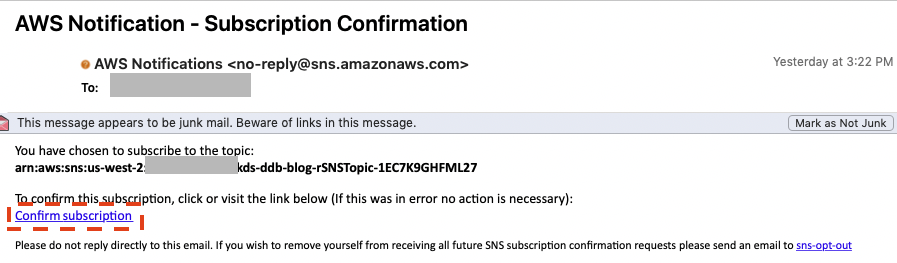 AWS Notification - Subscription Confirmation
AWS Notifications <no-reply@sns.amazonaws.com>
Yesterday at 3:22 PM
To:
This message appears to be junk mail. Beware of links in this message.
Mark as Not Junk
You have chosen to subscribe to the topic:
arn:aws:sns:us-west-2: kds-ddb-blog-rSNSTopic-1EC7K9GHFML27
To confirm this subscription, click or visit the link below (If this was in error no action is necessary):
Confirm subscription
Please do not reply directly to this email. If you wish to remove yourself from receiving all future SNS subscription confirmation requests please send an email to sns-opt-out